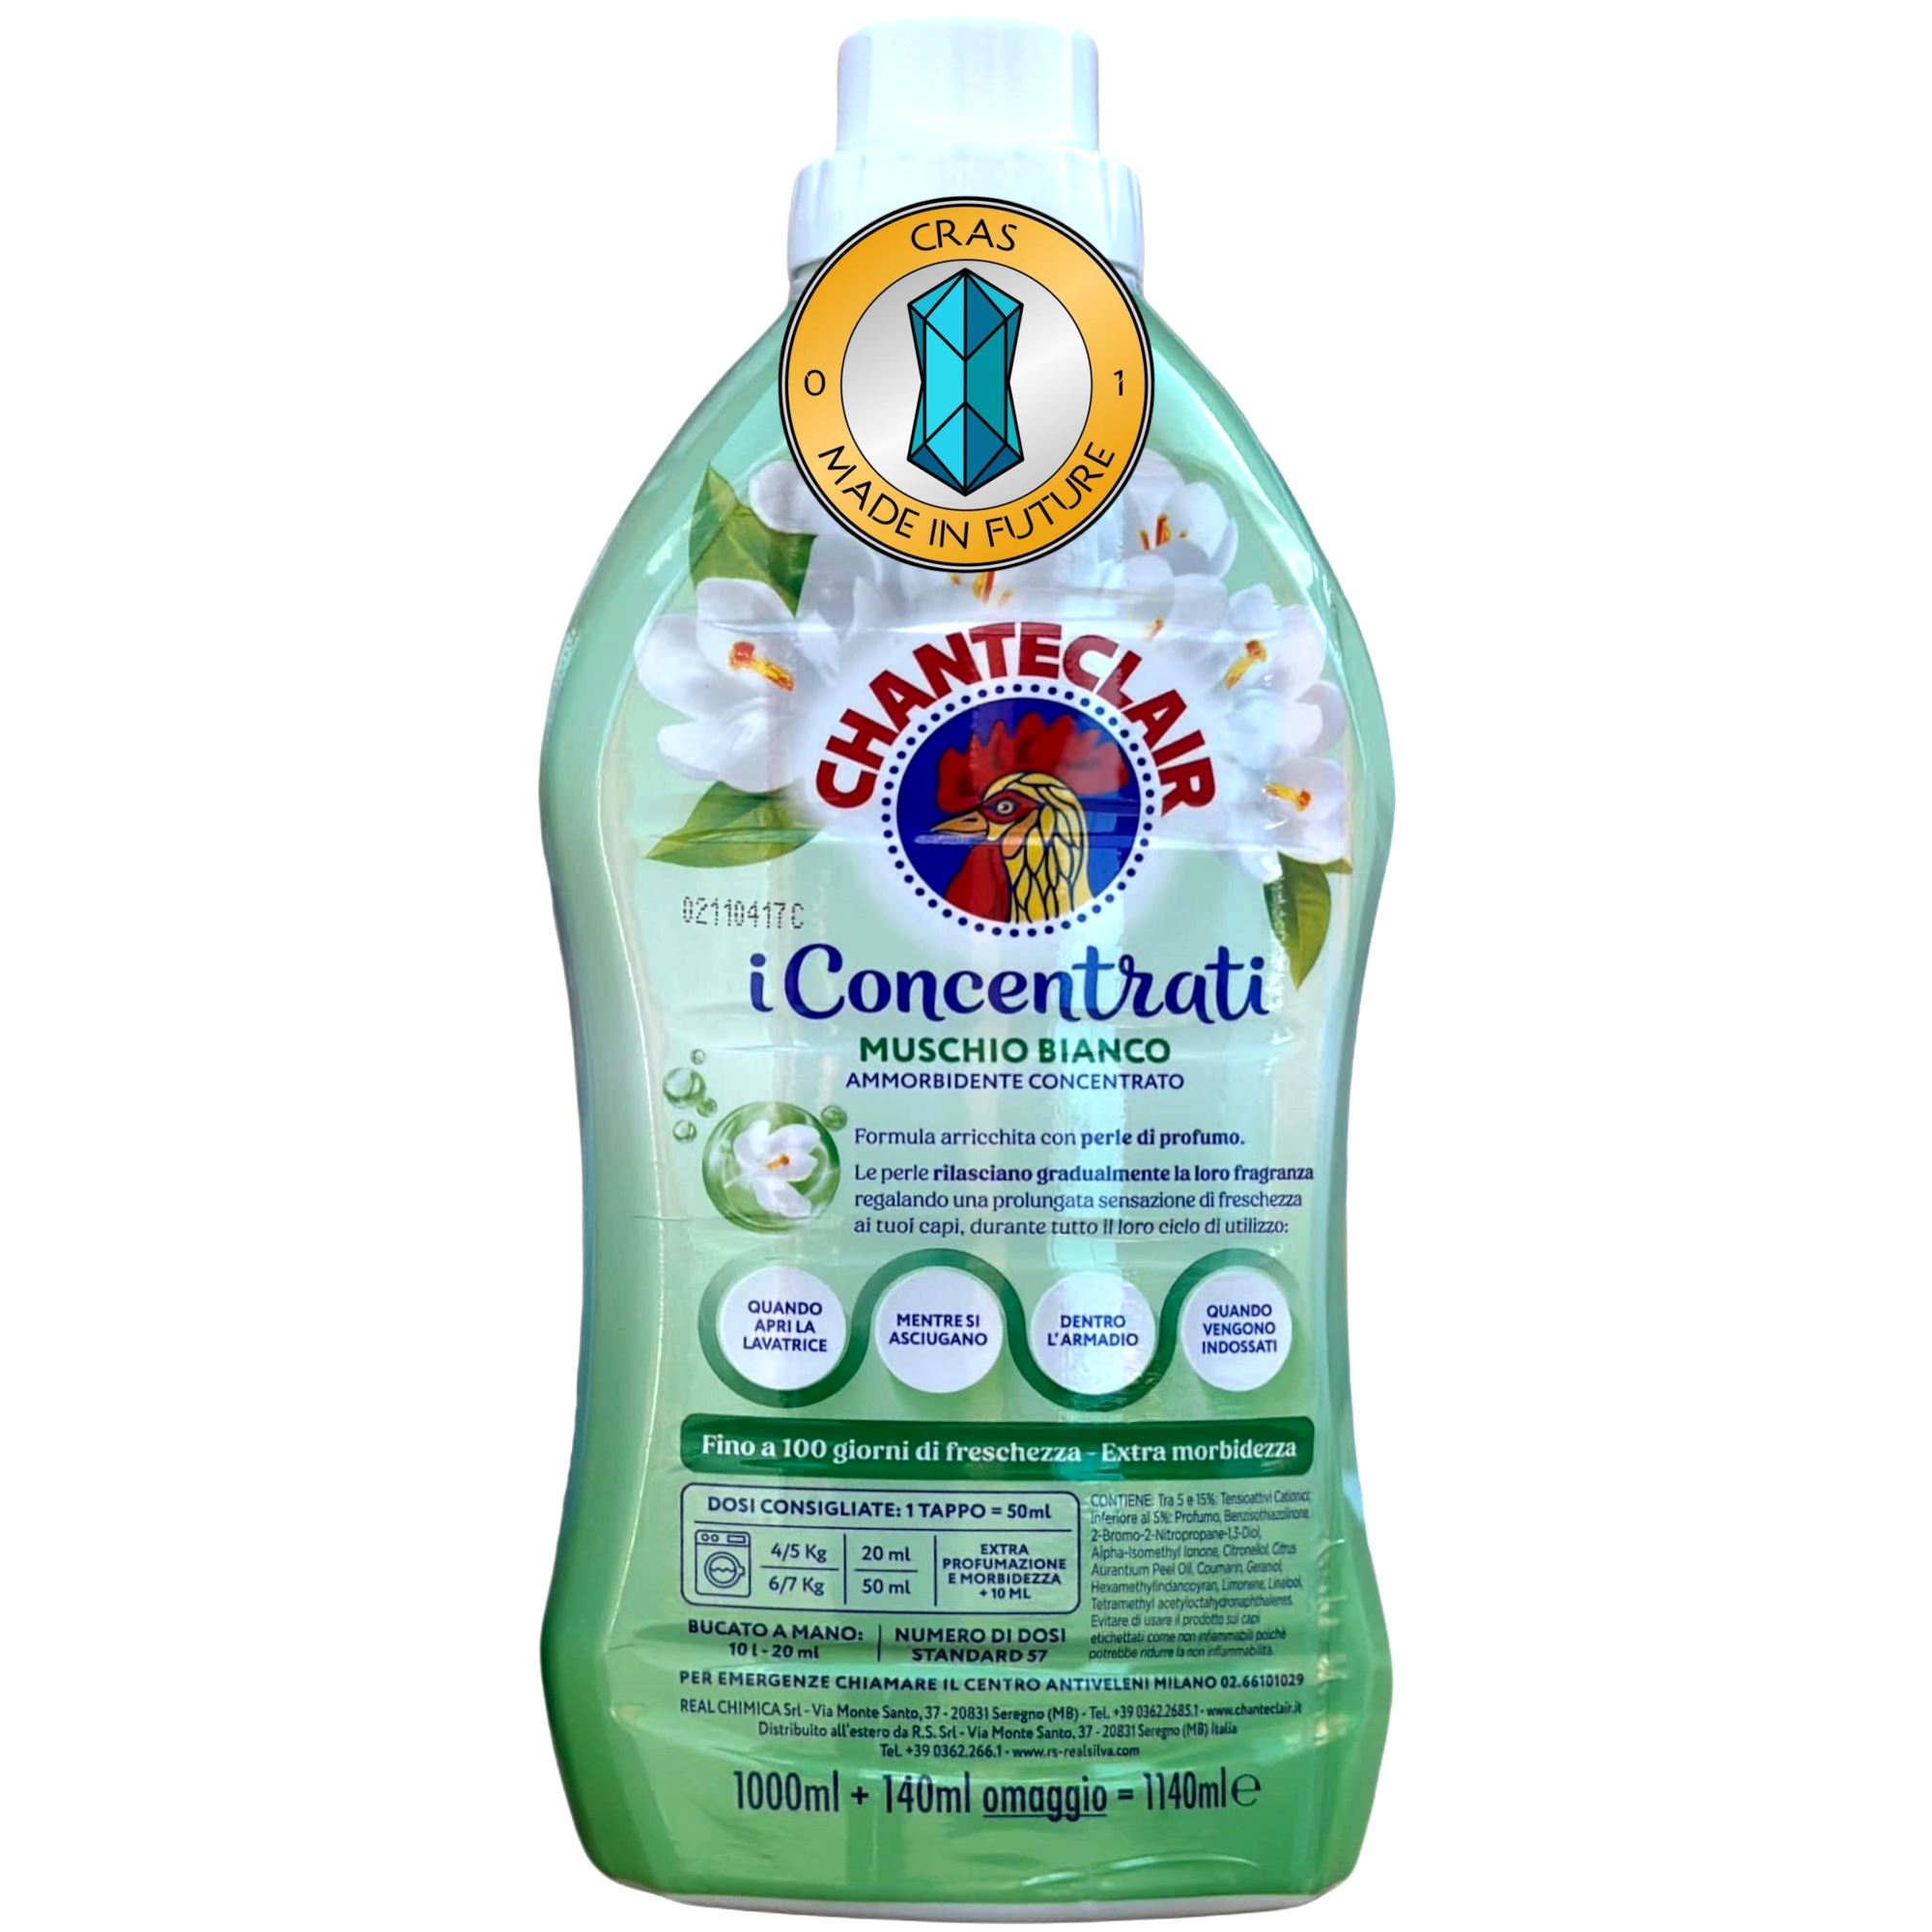 CRAS
0 1
MADE IN FUTURE
CHANTECLAIR
02110417C
i Concentrati
MUSCHIO BIANCO
AMMORBIDENTE CONCENTRATO
Formula arricchita con perle di profumo.
Le perle rilasciano gradualmente la loro fragranza
regalando una prolungata sensazione di freschezza
ai tuoi capi, durante tutto il loro ciclo di utilizzo:
QUANDO
APRI LA
LAVATRICE
MENTRE SI
ASCIUGANO
DENTRO
L'ARMADIO
QUANDO
VENGONO
INDOSSATI
Fino a 100 giorni di freschezza - Extra morbidezza
DOSI CONSIGLIATE: 1 TAPPO = 50ml
4/5 Kg
20 ml
6/7 Kg
50 ml
EXTRA
PROFUMAZIONE
E MORBIDEZZA
+ 10 ML
BUCATO A MANO:
10 l - 20 ml
NUMERO DI DOSI
STANDARD 57
CONTIENE: Tra 5 e 15%: Tensioattivi Cationici;
Inferiore al 5%: Profumo, Benzisothiazolinone,
2-Bromo-2-Nitropropane-1,3-Diol,
Alpha-Isomethyl Ionone, Citronellol, Citrus
Aurantium Peel Oil, Coumarin, Geraniol,
Hexamethylindanopyran, Limonene, Linalool,
Tetramethyl acetyloctahydronaphthalenes.
Evitare di usare il prodotto sui capi
etichettati come non infiammabili poichè
potrebbe ridurre la non infiammabilità.
PER EMERGENZE CHIAMARE IL CENTRO ANTIVELENI MILANO 02.66101029
REAL CHIMICA Srl - Via Monte Santo, 37 - 20831 Seregno (MB) - Tel. +39 0362.2685.1 - www.chanteclair.it
Distribuito all'estero da R.S. Srl - Via Monte Santo, 37 - 20831 Seregno (MB) Italia
Tel. +39 0362.266.1 - www.rs-realsilva.com
1000ml + 140ml omaggio = 1140ml ℮